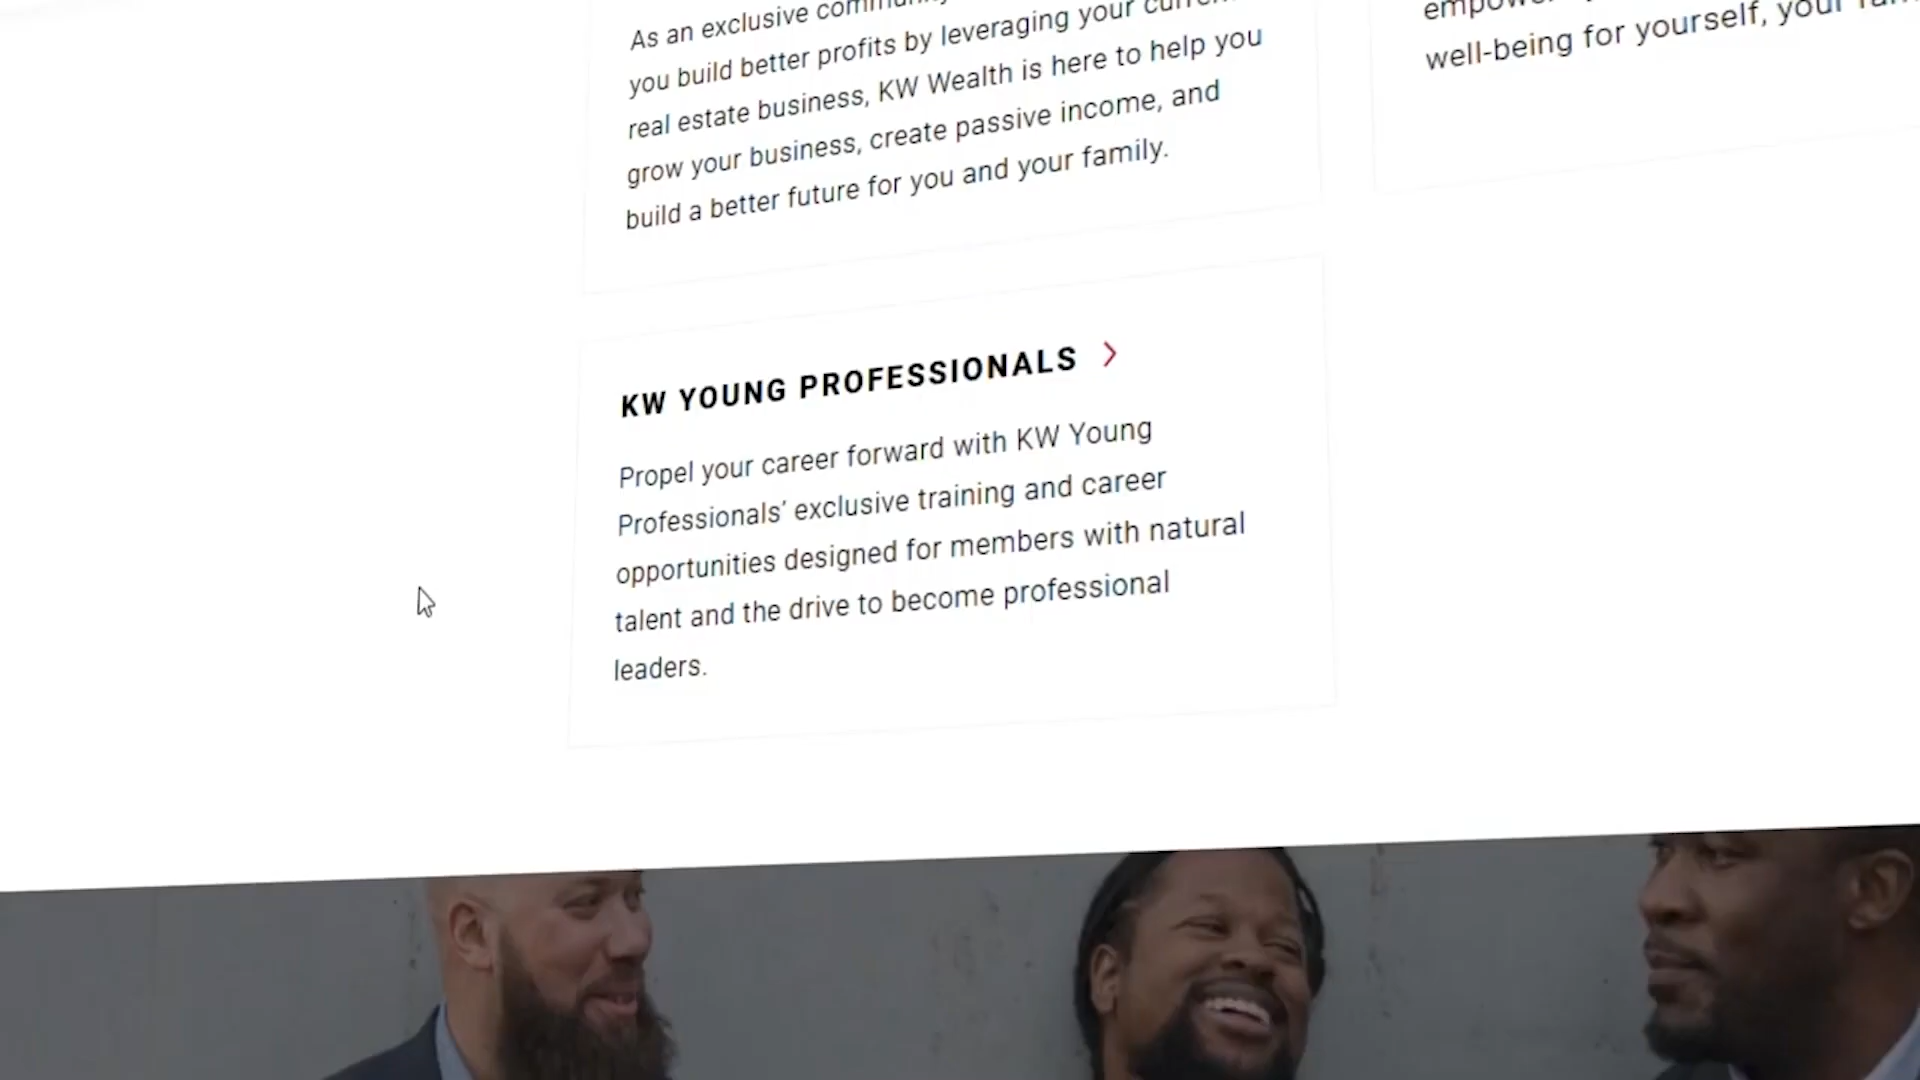 As an exclusive
you build better profits by leveraging your
real estate business, KW Wealth is here to help you
grow your business, create passive income, and
build a better future for you and your family.
well-being for yourself, your
KW YOUNG PROFESSIONALS
Propel your career forward with KW Young
Professionals' exclusive training and career
opportunities designed for members with natural
talent and the drive to become professional
leaders.